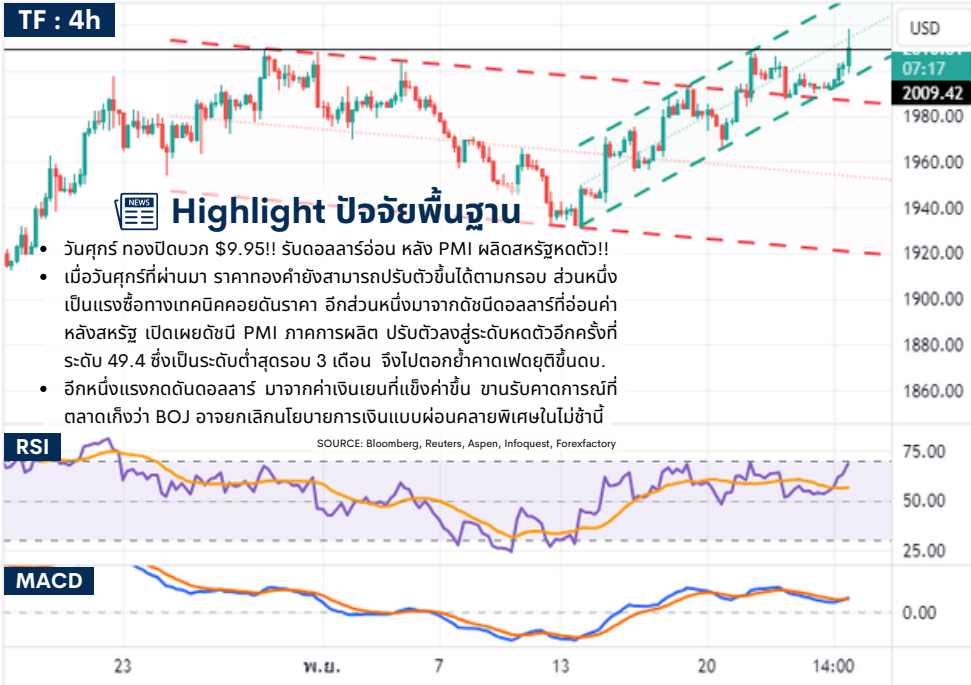 TF : 4h
USD
07:17
2009.42
1980.00
1960.00
1940.00
1920.00
1900.00
1880.00
1860.00
NEWS
Highlight ปัจจัยพื้นฐาน
• วันศุกร์ ทองปิดบวก $9.95!! รับดอลลาร์อ่อน หลัง PMI ผลิตสหรัฐหดตัว!!
• เมื่อวันศุกร์ที่ผ่านมา ราคาทองคำยังสามารถปรับตัวขึ้นได้ตามกรอบ ส่วนหนึ่ง
เป็นแรงซื้อทางเทคนิคคอยดันราคา อีกส่วนหนึ่งมาจากดัชนีดอลลาร์ที่อ่อนค่า
หลังสหรัฐ เปิดเผยดัชนี PMI ภาคการผลิต ปรับตัวลงสู่ระดับหดตัวอีกครั้งที่
ระดับ 49.4 ซึ่งเป็นระดับต่ำสุดรอบ 3 เดือน จึงไปตอกย้ำคาดเฟดยุติขึ้นดบ.
• อีกหนึ่งแรงกดดันดอลลาร์ มาจากค่าเงินเยนที่แข็งค่าขึ้น ขานรับคาดการณ์ที่
ตลาดเก็งว่า BOJ อาจยกเลิกนโยบายการเงินแบบผ่อนคลายพิเศษในไม่ช้านี้
SOURCE: Bloomberg, Reuters, Aspen, Infoquest, Forexfactory
RSI
75.00
50.00
25.00
MACD
0.00
23 พ.ย. 7 13 20 14:00